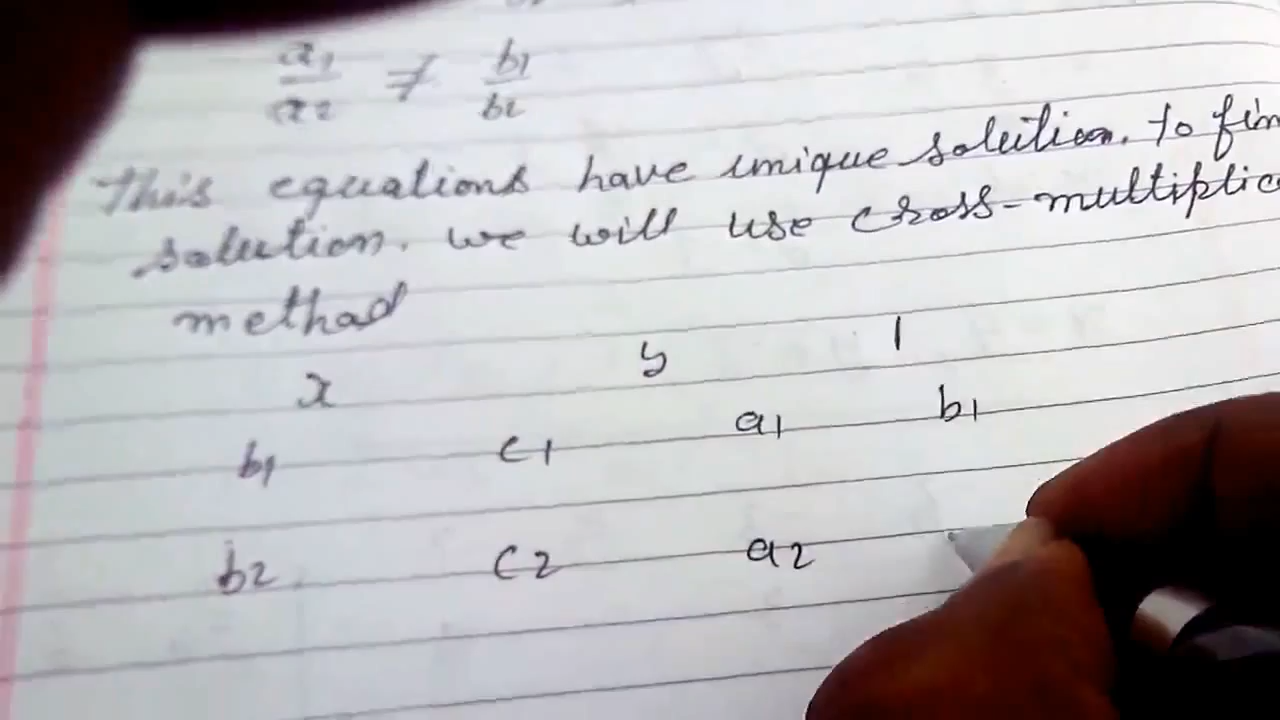 a1/a2 ≠ b1/b2
This equations have unique solution. To fin
solution. we will use cross-multiplic
method
x y 1
b1 c1 a1 b1
b2 c2 a2